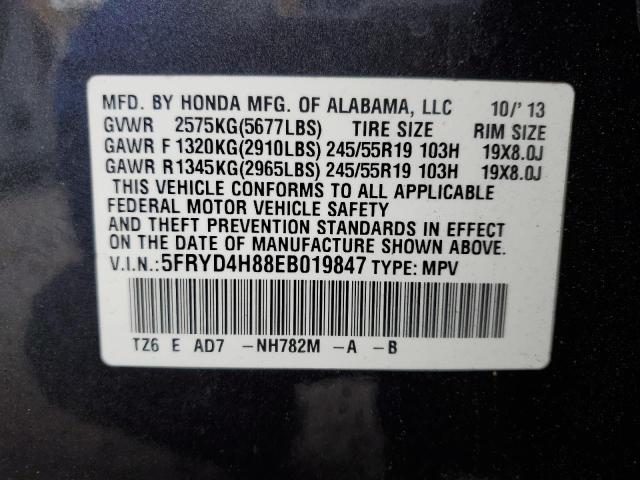 MFD. BY HONDA MFG. OF ALABAMA, LLC 10/'13
GVWR 2575KG(5677LBS) TIRE SIZE RIM SIZE
GAWR F 1320KG(2910LBS) 245/55R19 103H 19X8.0J
GAWR R 1345KG(2965LBS) 245/55R19 103H 19X8.0J
THIS VEHICLE CONFORMS TO ALL APPLICABLE
FEDERAL MOTOR VEHICLE SAFETY
AND THEFT PREVENTION STANDARDS IN EFFECT
ON THE DATE OF MANUFACTURE SHOWN ABOVE.
V.I.N.:5FRYD4H88EB019847 TYPE: MPV
TZ6 E AD7 -NH782M -A -B